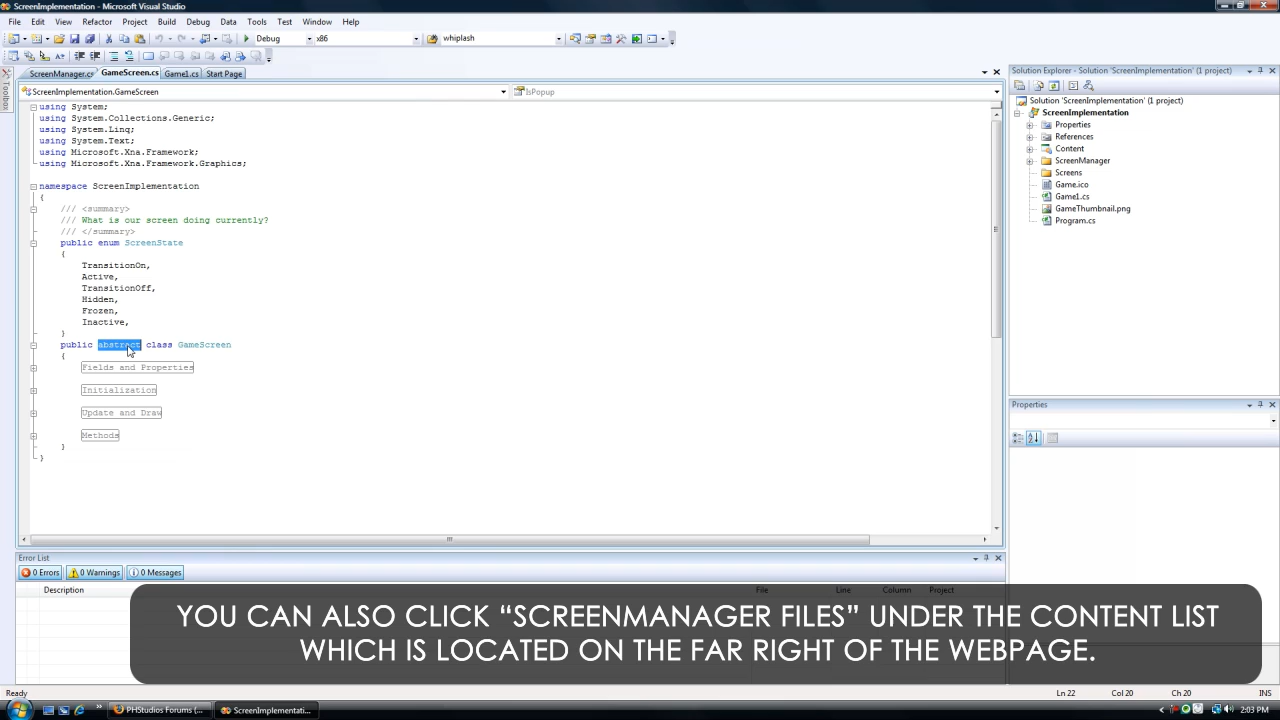 ScreenImplementation - Microsoft Visual Studio
File Edit View Refactor Project Build Debug Data Tools Test Window Help
Debug x86 whiplash
ScreenManager.cs GameScreen.cs Game1.cs Start Page
ScreenImplementation.GameScreen IsPopup
using System;
using System.Collections.Generic;
using System.Linq;
using System.Text;
using Microsoft.Xna.Framework;
using Microsoft.Xna.Framework.Graphics;
namespace ScreenImplementation
{
/// <summary>
/// What is our screen doing currently?
/// </summary>
public enum ScreenState
{
TransitionOn,
Active,
TransitionOff,
Hidden,
Frozen,
Inactive,
}
public abstract class GameScreen
{
Fields and Properties
Initialization
Update and Draw
Methods
}
}
Toolbox
Solution Explorer - Solution 'ScreenImplementation' (1 project)
Solution 'ScreenImplementation' (1 project)
ScreenImplementation
Properties
References
Content
ScreenManager
Screens
Game.ico
Game1.cs
GameThumbnail.png
Program.cs
Properties
Error List
0 Errors 0 Warnings 0 Messages
Description File Line Column Project
YOU CAN ALSO CLICK “SCREENMANAGER FILES” UNDER THE CONTENT LIST
WHICH IS LOCATED ON THE FAR RIGHT OF THE WEBPAGE.
Ready Ln 22 Col 20 Ch 20 INS
PHStudios Forums (... ScreenImplementati... 2:03 PM